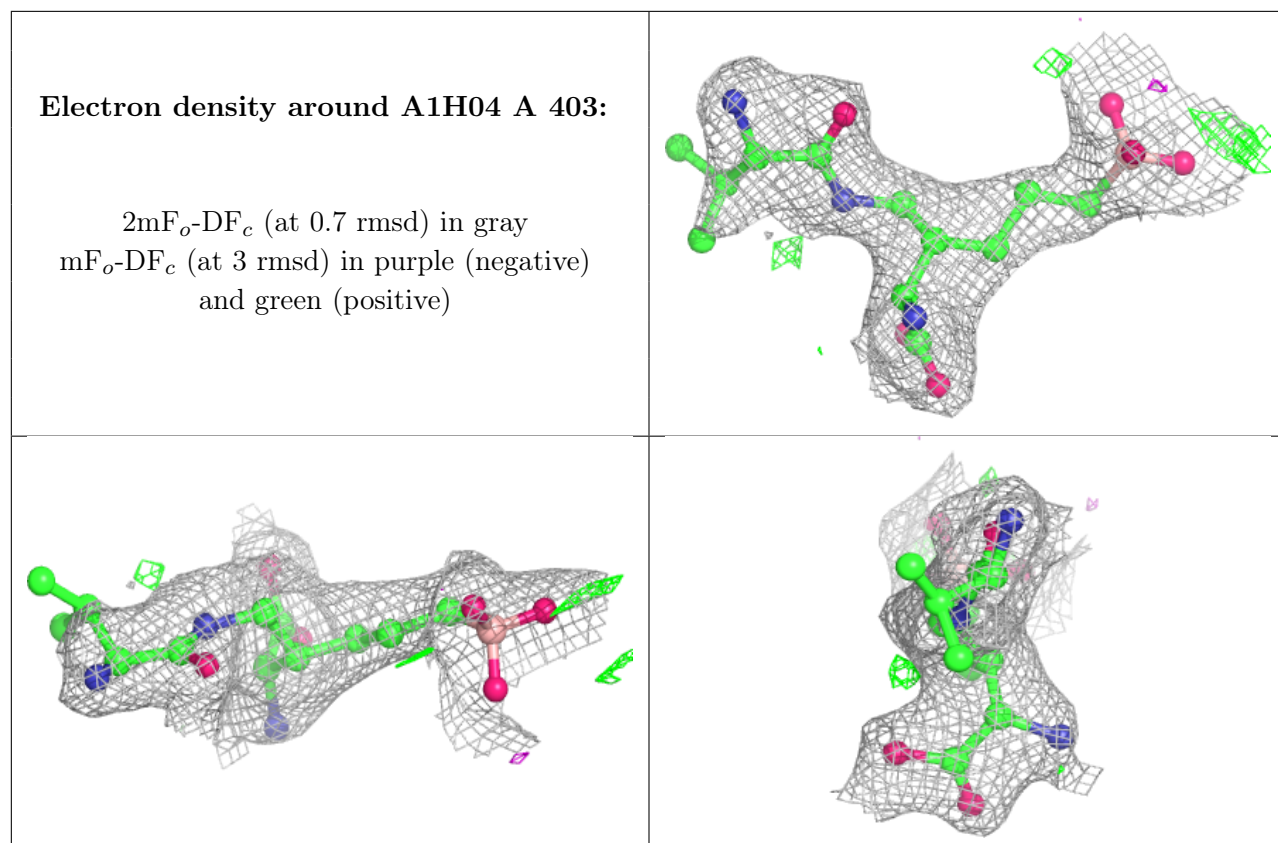 Electron density around A1H04 A 403:
2mFo-DFc (at 0.7 rmsd) in gray
mFo-DFc (at 3 rmsd) in purple (negative)
and green (positive)